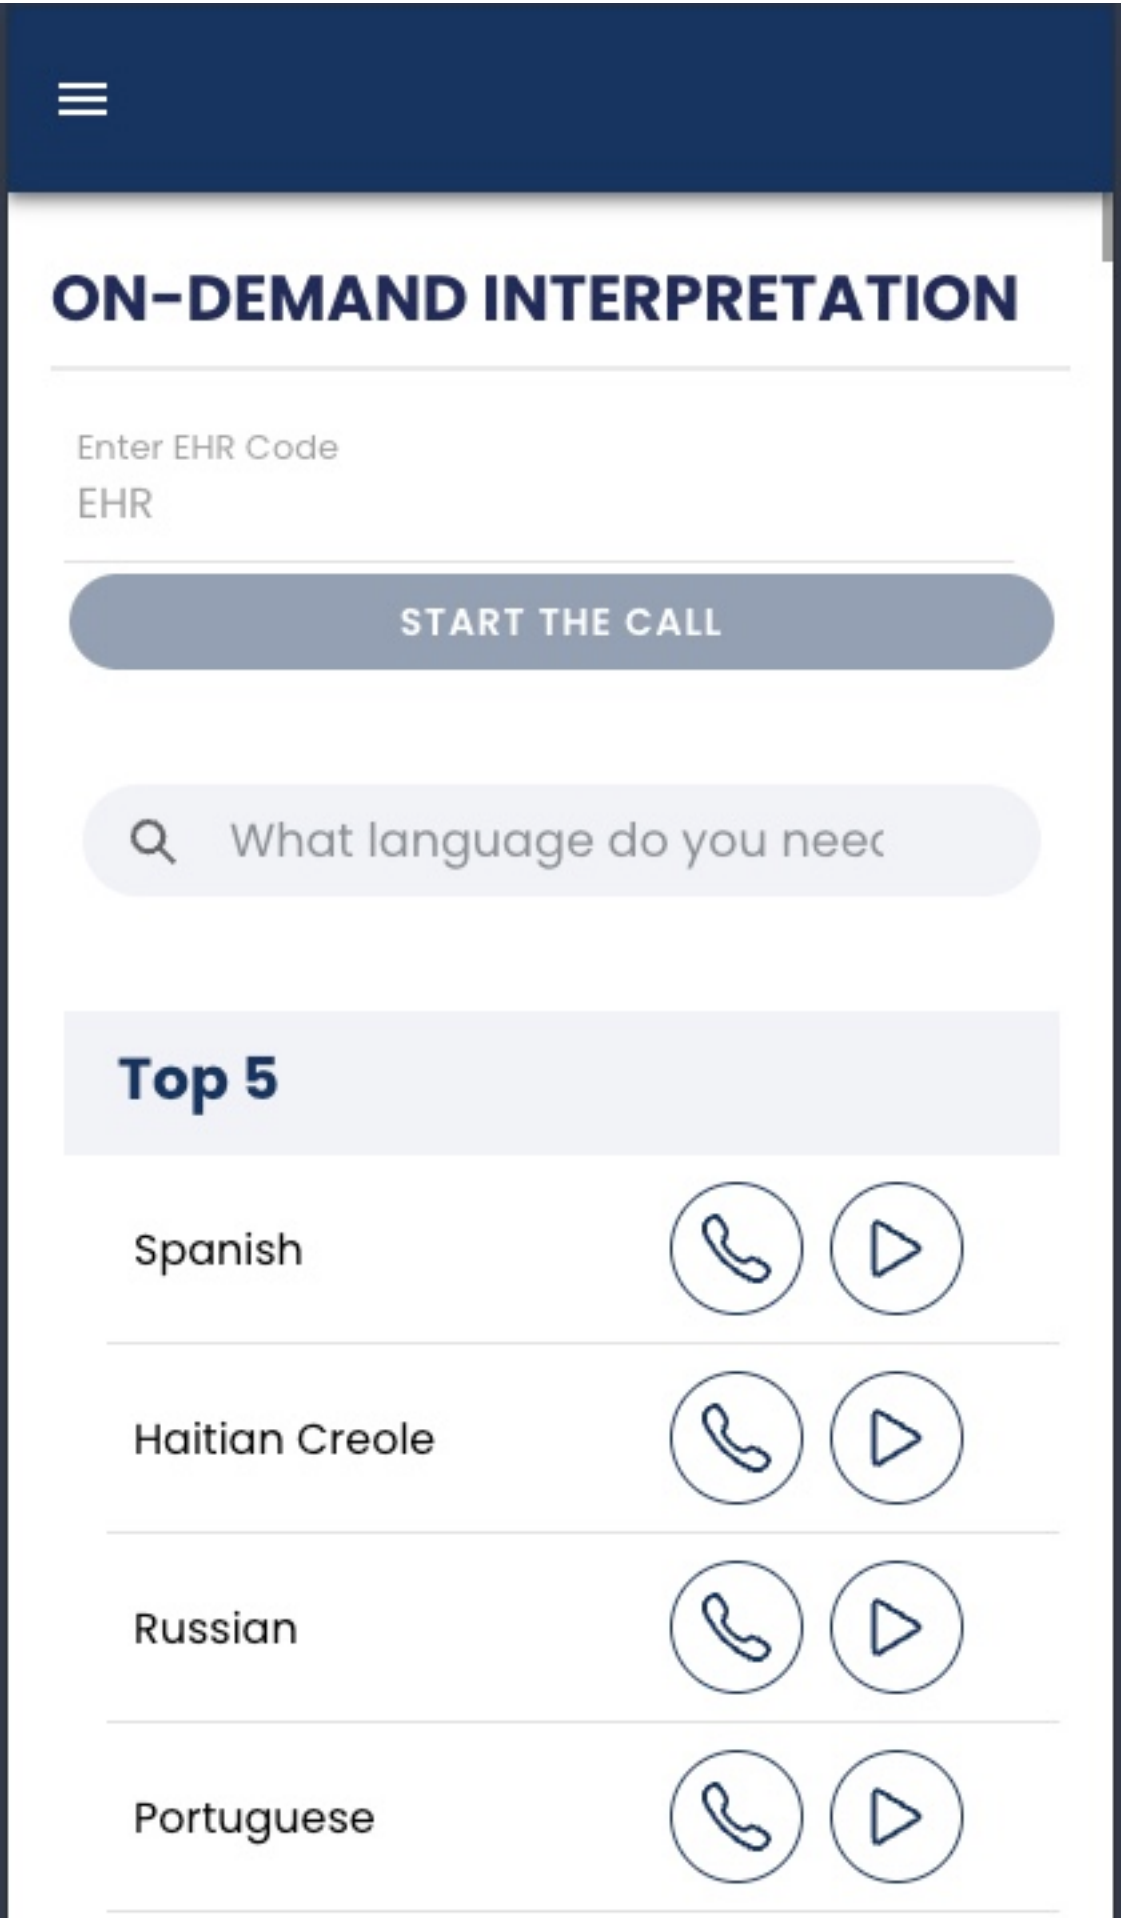 ON-DEMAND INTERPRETATION
Enter EHR Code
EHR
START THE CALL
What language do you need
Top 5
Spanish
Haitian Creole
Russian
Portuguese